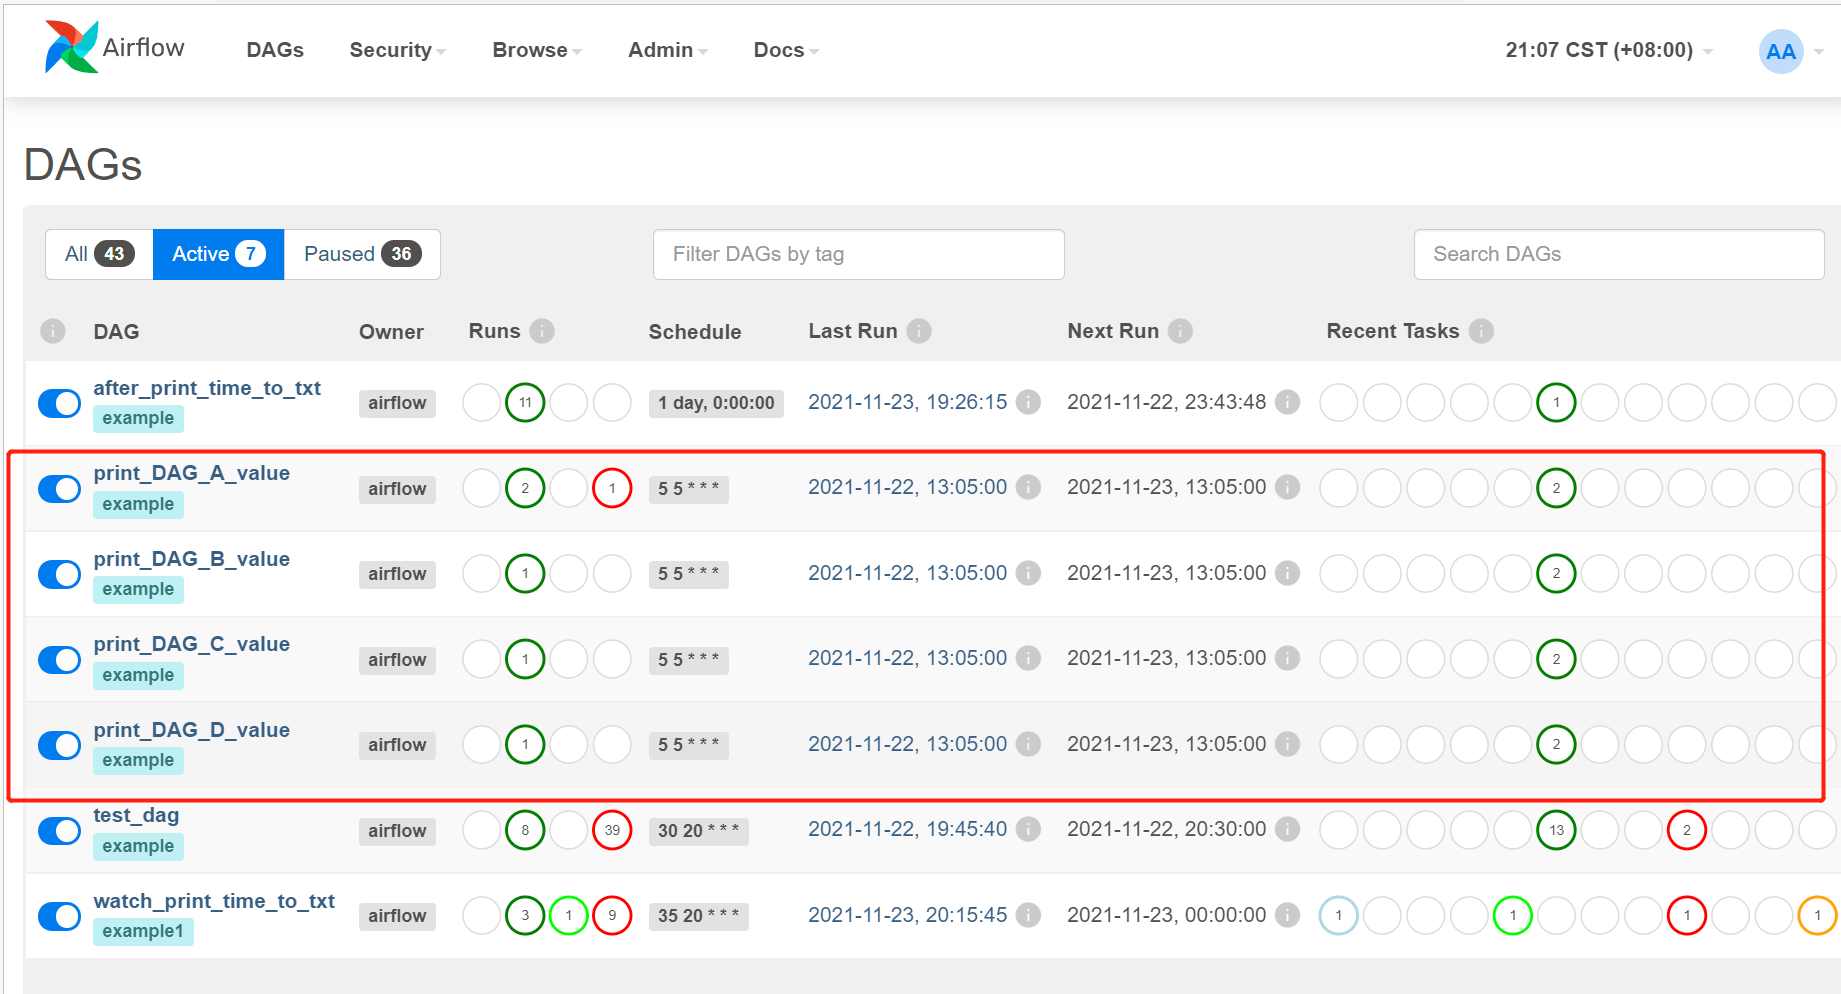 Airflow DAGs Security Browse Admin Docs 21:07 CST (+08:00) AA
DAGs
All 43 Active 7 Paused 36 Filter DAGs by tag Search DAGs
i DAG Owner Runs i Schedule Last Run i Next Run i Recent Tasks i
after_print_time_to_txt
example airflow 11 1 day, 0:00:00 2021-11-23, 19:26:15 i 2021-11-22, 23:43:48 i 1
print_DAG_A_value
example airflow 2 1 5 5 * * * 2021-11-22, 13:05:00 i 2021-11-23, 13:05:00 i 2
print_DAG_B_value
example airflow 1 5 5 * * * 2021-11-22, 13:05:00 i 2021-11-23, 13:05:00 i 2
print_DAG_C_value
example airflow 1 5 5 * * * 2021-11-22, 13:05:00 i 2021-11-23, 13:05:00 i 2
print_DAG_D_value
example airflow 1 5 5 * * * 2021-11-22, 13:05:00 i 2021-11-23, 13:05:00 i 2
test_dag
example airflow 8 39 30 20 * * * 2021-11-22, 19:45:40 i 2021-11-22, 20:30:00 i 13 2
watch_print_time_to_txt
example1 airflow 3 1 9 35 20 * * * 2021-11-23, 20:15:45 i 2021-11-23, 00:00:00 i 1 1 1 1